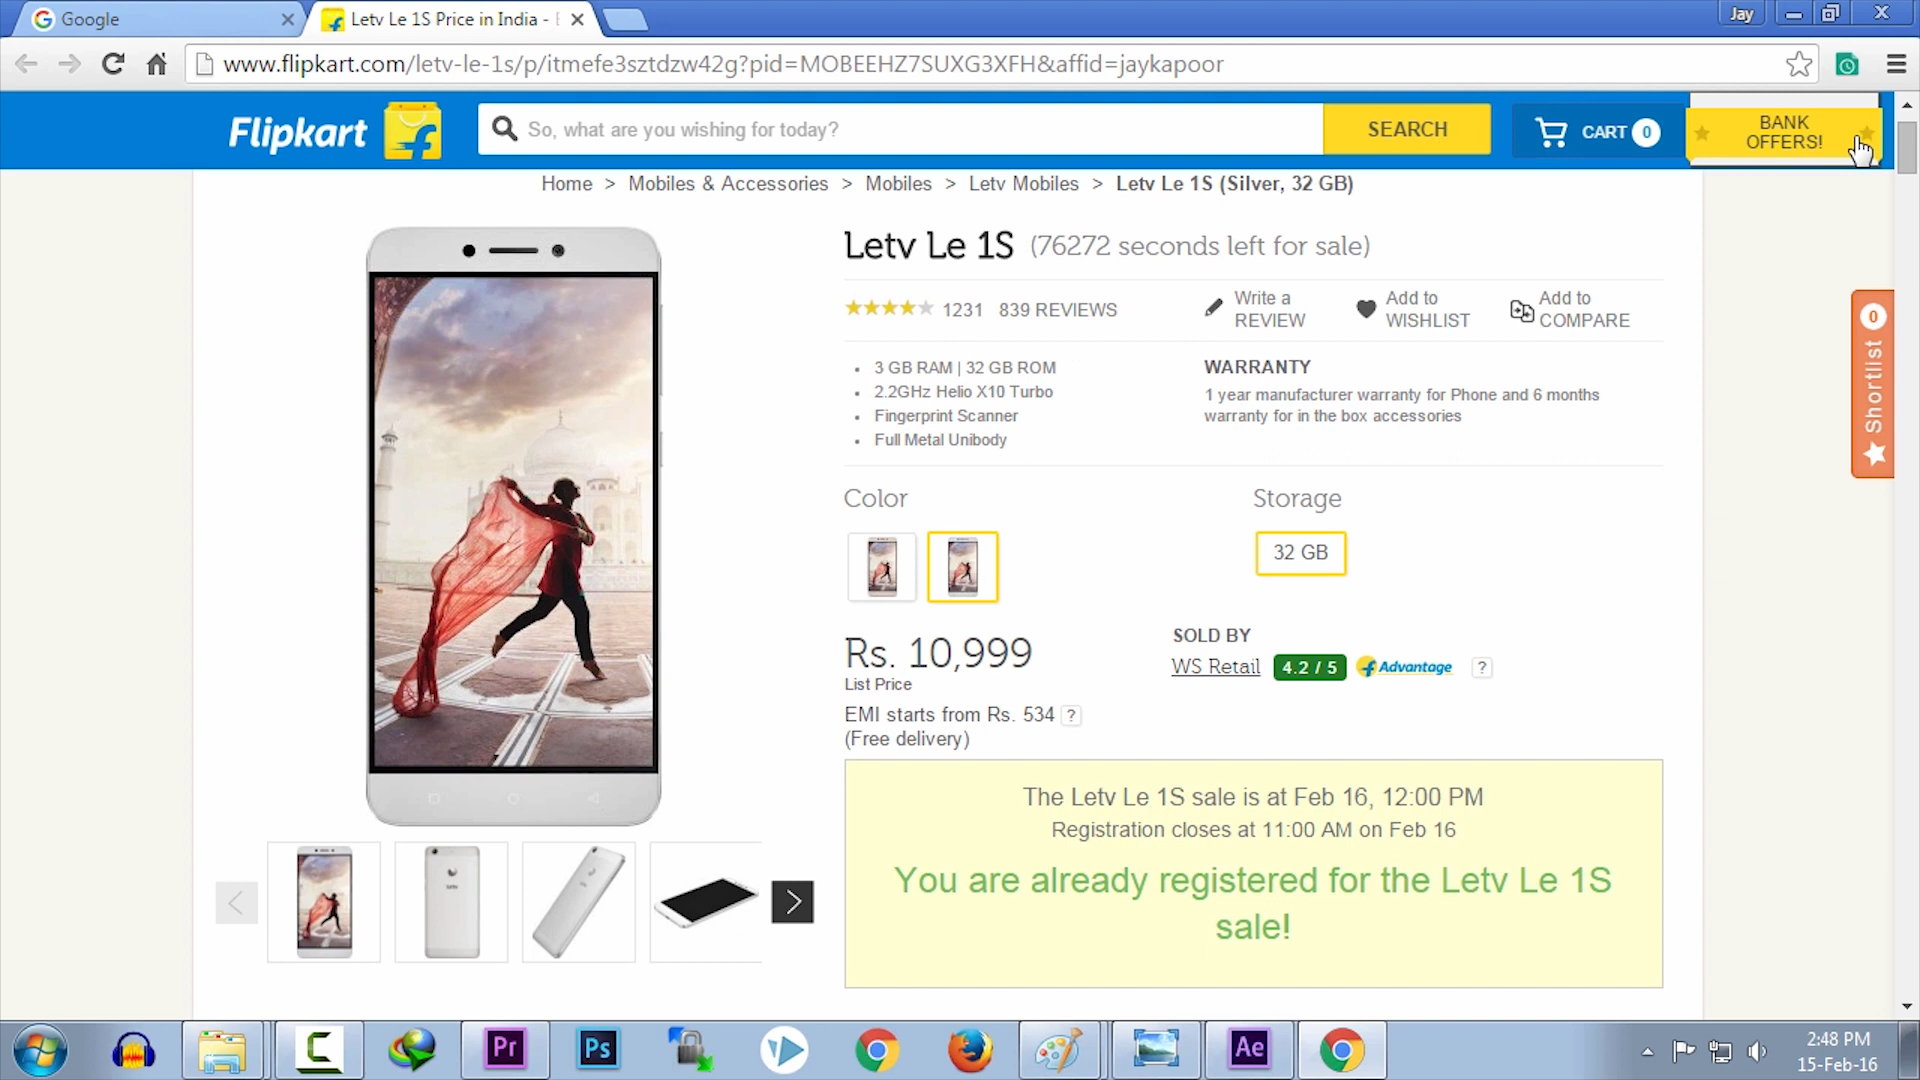 Google
Letv Le 1S Price in India -
Jay
www.flipkart.com/letv-le-1s/p/itmefe3sztdzw42g?pid=MOBEEHZ7SUXG3XFH&affid=jaykapoor
Flipkart
So, what are you wishing for today?
SEARCH
CART 0
BANK
OFFERS!
Home > Mobiles & Accessories > Mobiles > Letv Mobiles > Letv Le 1S (Silver, 32 GB)
Letv Le 1S (76272 seconds left for sale)
1231 839 REVIEWS
Write a
REVIEW
Add to
WISHLIST
Add to
COMPARE
0
Shortlist
3 GB RAM | 32 GB ROM
2.2GHz Helio X10 Turbo
Fingerprint Scanner
Full Metal Unibody
WARRANTY
1 year manufacturer warranty for Phone and 6 months
warranty for in the box accessories
Color
Storage
32 GB
Rs. 10,999
List Price
EMI starts from Rs. 534 ?
(Free delivery)
SOLD BY
WS Retail 4.2 / 5 Advantage ?
The Letv Le 1S sale is at Feb 16, 12:00 PM
Registration closes at 11:00 AM on Feb 16
You are already registered for the Letv Le 1S
sale!
Pr
Ps
Ae
2:48 PM
15-Feb-16